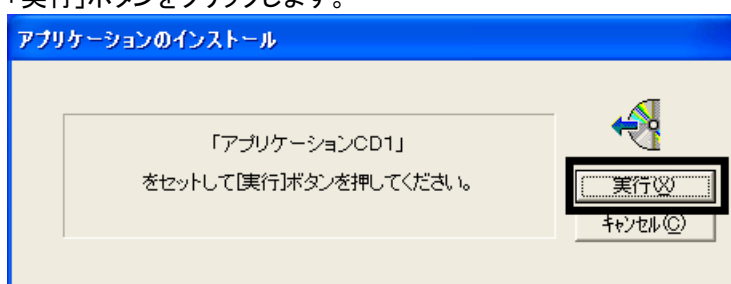 「実行」ボタンをクリックします。
アプリケーションのインストール
「アプリケーションCD1」
をセットして[実行]ボタンを押してください。
実行(X)
キャンセル(C)